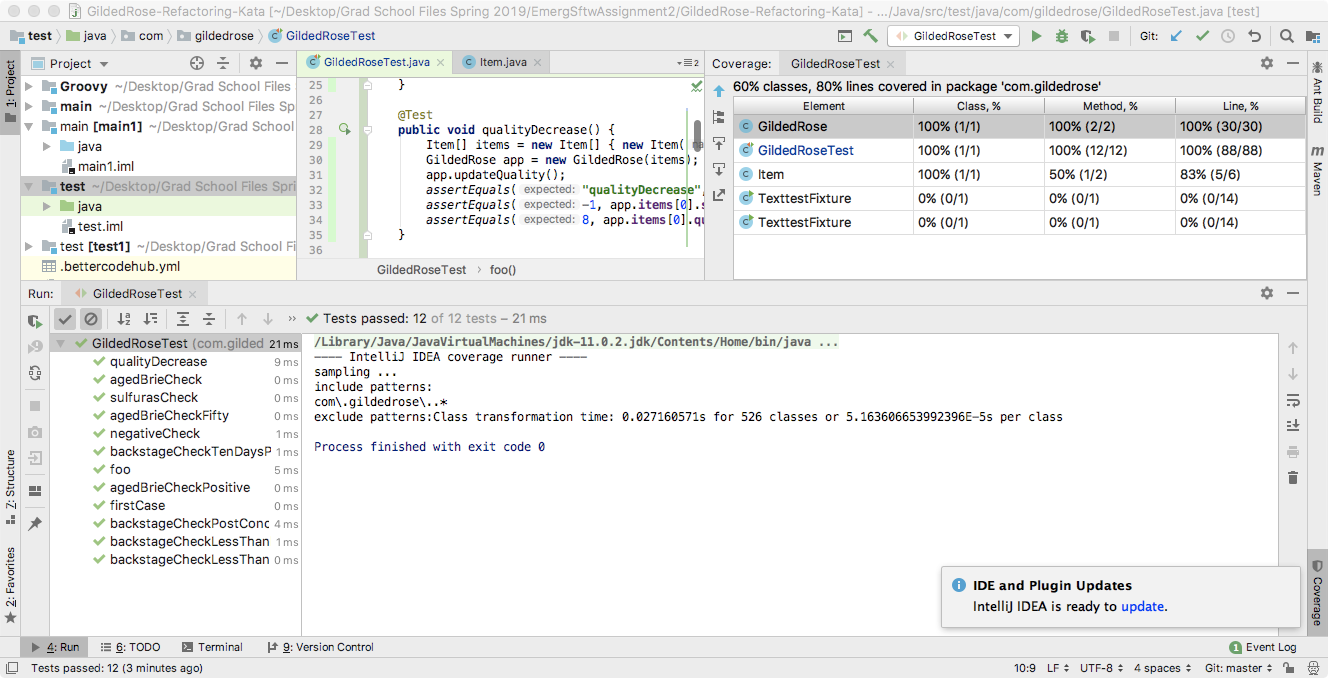 GildedRose-Refactoring-Kata [~/Desktop/Grad School Files Spring 2019/EmergSftwAssignment2/GildedRose-Refactoring-Kata] - .../Java/src/test/java/com/gildedrose/GildedRoseTest.java [test]
test java com gildedrose GildedRoseTest GildedRoseTest Git:
1: Project
Project
GildedRoseTest.java Item.java 2
Coverage: GildedRoseTest
Groovy ~/Desktop/Grad School Files
main ~/Desktop/Grad School Files Sp
main [main1] ~/Desktop/Grad School
java
main1.iml
test ~/Desktop/Grad School Files Spri
java
test.iml
test [test1] ~/Desktop/Grad School Fi
.bettercodehub.yml
25 }
26
27 @Test
28 public void qualityDecrease() {
29 Item[] items = new Item[] { new Item(
30 GildedRose app = new GildedRose(items);
31 app.updateQuality();
32 assertEquals( expected: "qualityDecrease",
33 assertEquals( expected: -1, app.items[0].s
34 assertEquals( expected: 8, app.items[0].qu
35 }
36
GildedRoseTest foo()
60% classes, 80% lines covered in package 'com.gildedrose'
Element Class, % Method, % Line, %
GildedRose 100% (1/1) 100% (2/2) 100% (30/30)
GildedRoseTest 100% (1/1) 100% (12/12) 100% (88/88)
Item 100% (1/1) 50% (1/2) 83% (5/6)
TexttestFixture 0% (0/1) 0% (0/1) 0% (0/14)
TexttestFixture 0% (0/1) 0% (0/1) 0% (0/14)
Ant Build
m Maven
Coverage
Run: GildedRoseTest
Tests passed: 12 of 12 tests – 21 ms
GildedRoseTest (com.gilded 21 ms
qualityDecrease 9 ms
agedBrieCheck 0 ms
sulfurasCheck 0 ms
agedBrieCheckFifty 0 ms
negativeCheck 1 ms
backstageCheckTenDaysP 1 ms
foo 5 ms
agedBrieCheckPositive 0 ms
firstCase 0 ms
backstageCheckPostConc 4 ms
backstageCheckLessThan 1 ms
backstageCheckLessThan 0 ms
/Library/Java/JavaVirtualMachines/jdk-11.0.2.jdk/Contents/Home/bin/java ...
---- IntelliJ IDEA coverage runner ----
sampling ...
include patterns:
com\.gildedrose\..*
exclude patterns:Class transformation time: 0.027160571s for 526 classes or 5.163606653992396E-5s per class
Process finished with exit code 0
Z: Structure
2: Favorites
IDE and Plugin Updates
IntelliJ IDEA is ready to update.
4: Run 6: TODO Terminal 9: Version Control 1 Event Log
Tests passed: 12 (3 minutes ago) 10:9 LF UTF-8 4 spaces Git: master